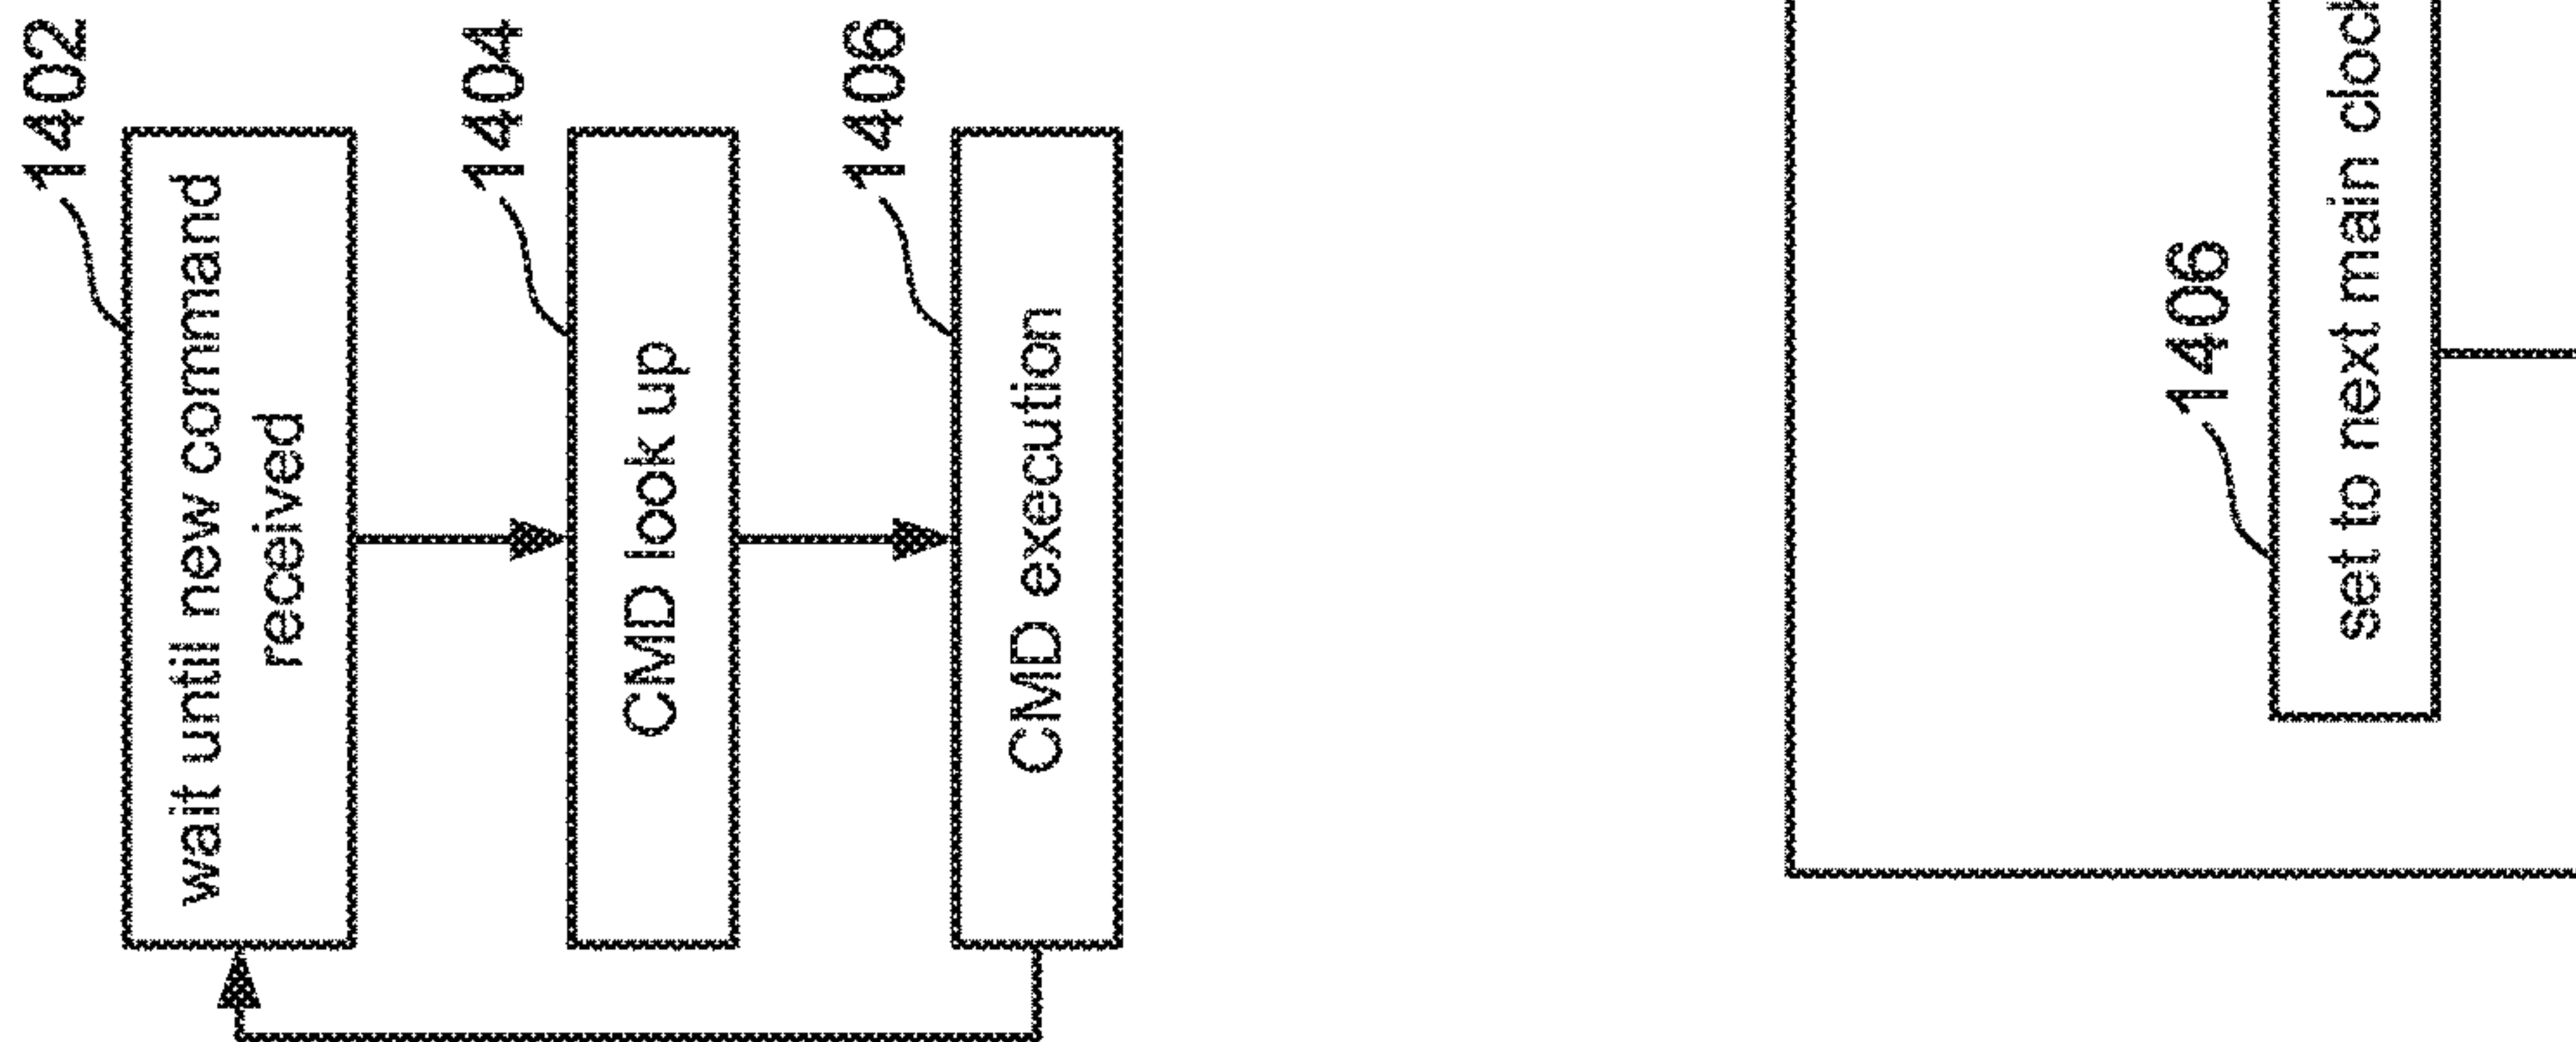 1402
wait until new command
received
1404
CMD look up
1406
CMD execution
1406
set to next main clock